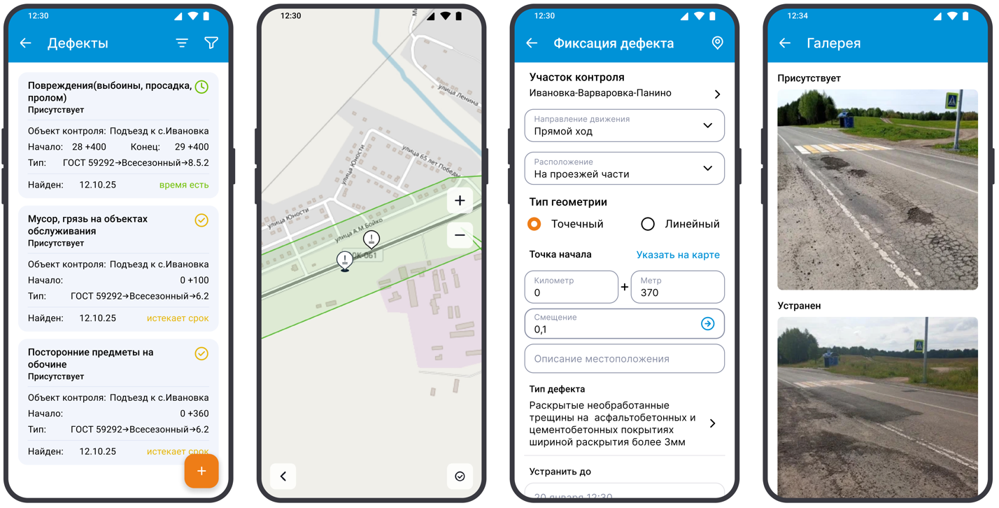 12:30
Дефекты
Повреждения(выбоины, просадка,
пролом)
Присутствует
Объект контроля: Подъезд к с.Ивановка
Начало: 28 +400 Конец: 29 +400
Тип: ГОСТ 59292→Всесезонный→8.5.2
Найден: 12.10.25 время есть
Мусор, грязь на объектах
обслуживания
Присутствует
Объект контроля: Подъезд к с.Ивановка
Начало: 0 +100
Тип: ГОСТ 59292→Всесезонный→6.2
Найден: 12.10.25 истекает срок
Посторонние предметы на
обочине
Присутствует
Объект контроля: Подъезд к с.Ивановка
Начало: 0 +360
Тип: ГОСТ 59292→Всесезонный→6.2
Найден: 12.10.25 истекает срок
+
12:30
улица Ленина
улица Юности
улица 65 лет Победы
улица Юности
улица А.М.Бойко
+
−
12:30
Фиксация дефекта
Участок контроля
Ивановка-Варваровка-Панино
Направление движения
Прямой ход
Расположение
На проезжей части
Тип геометрии
Точечный Линейный
Точка начала Указать на карте
Километр Метр
0 + 370
Смещение
0,1
Описание местоположения
Тип дефекта
Раскрытые необработанные
трещины на асфальтобетонных и
цементобетонных покрытиях
шириной раскрытия более 3мм
Устранить до
20 января 12:30
12:34
Галерея
Присутствует
Устранен